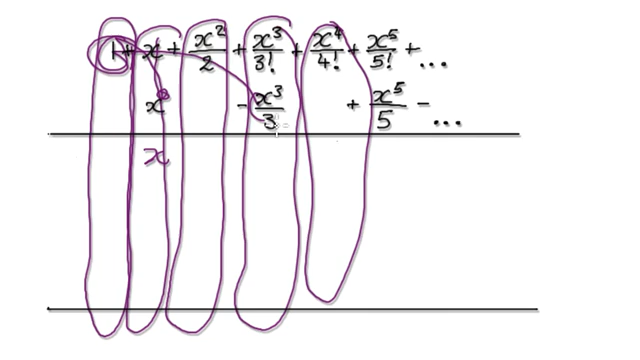 1 + x + x²/2 + x³/3! + x⁴/4! + x⁵/5! + ...
x - x³/3 + x⁵/5 - ...
x